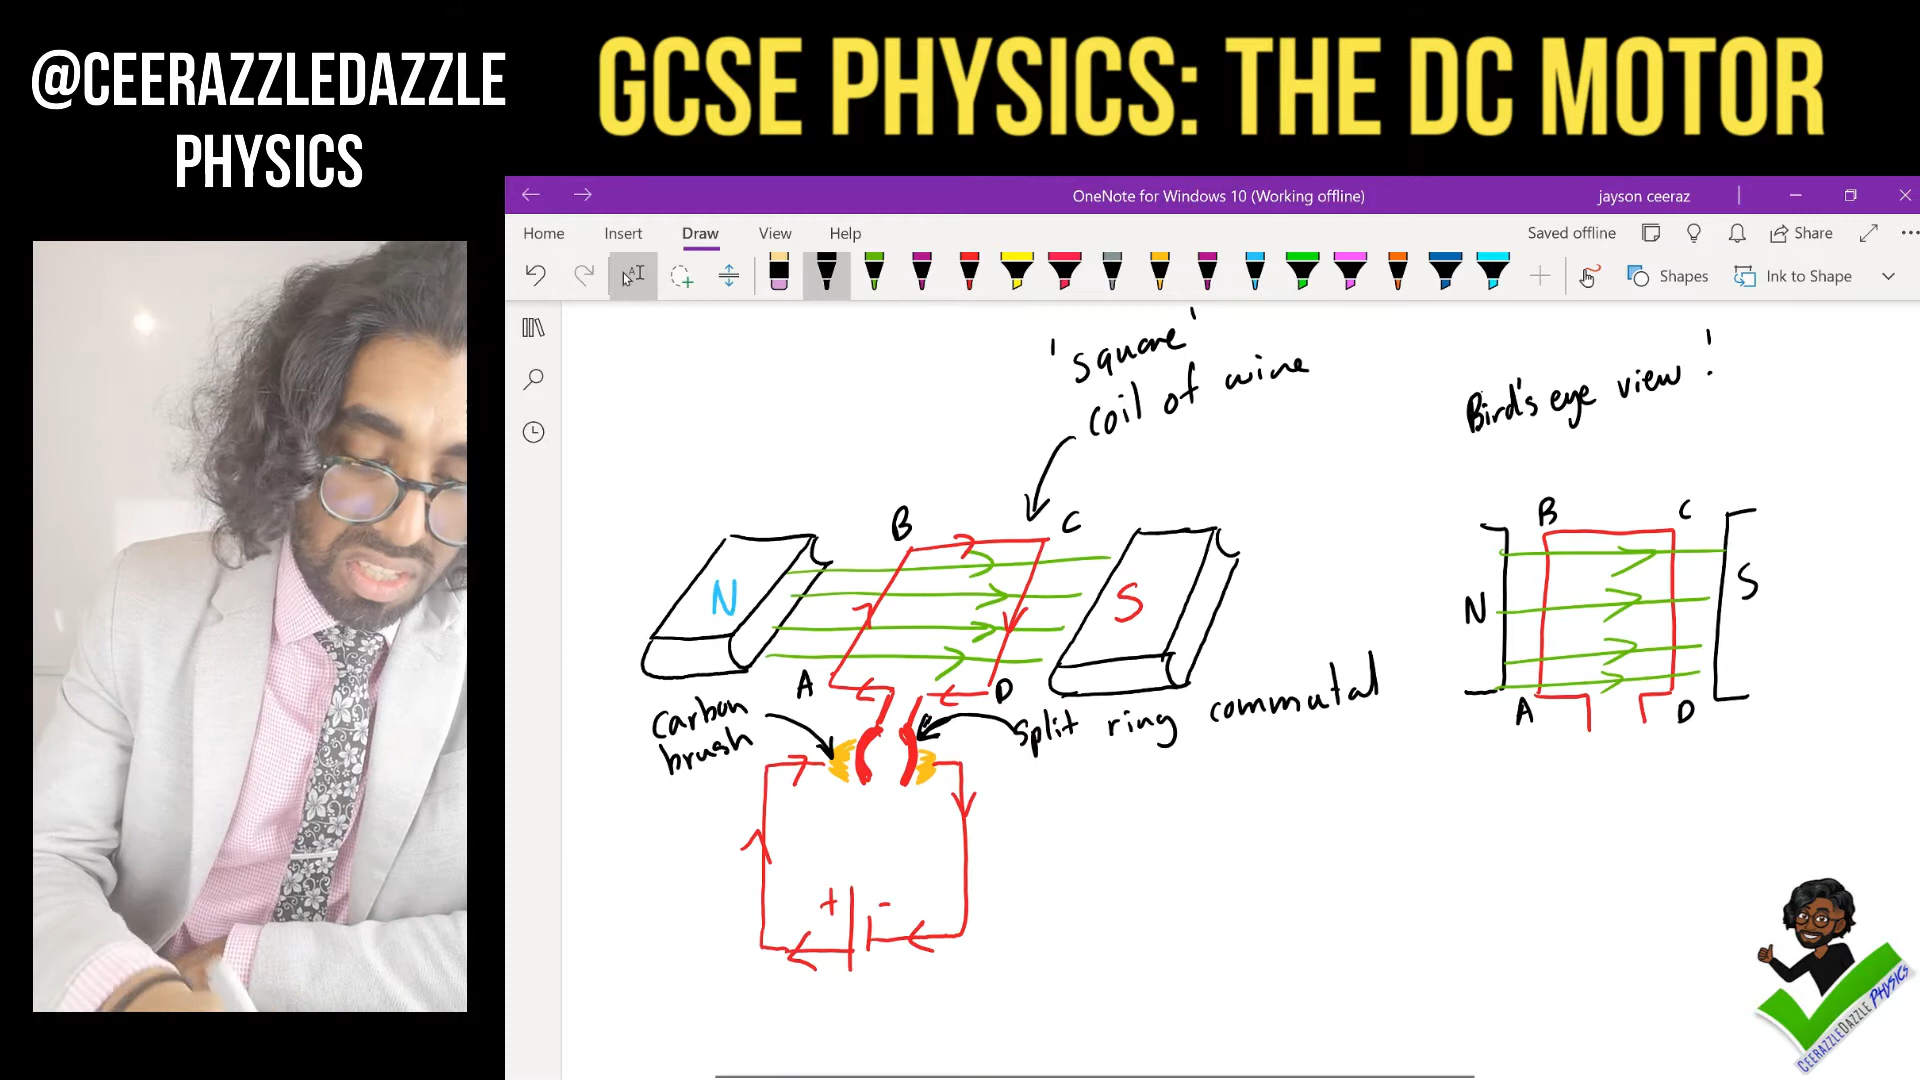 @CEERAZZLEDAZZLE
PHYSICS
GCSE PHYSICS: THE DC MOTOR
OneNote for Windows 10 (Working offline)
jayson ceeraz
Home
Insert
Draw
View
Help
Saved offline
Share
Shapes
Ink to Shape
'square'
coil of wire
Bird's eye view!
B
C
N
S
A
D
carbon
brush
split ring commutal
+
-
B
C
N
S
A
D
CEERAZZLEDAZZLE PHYSICS